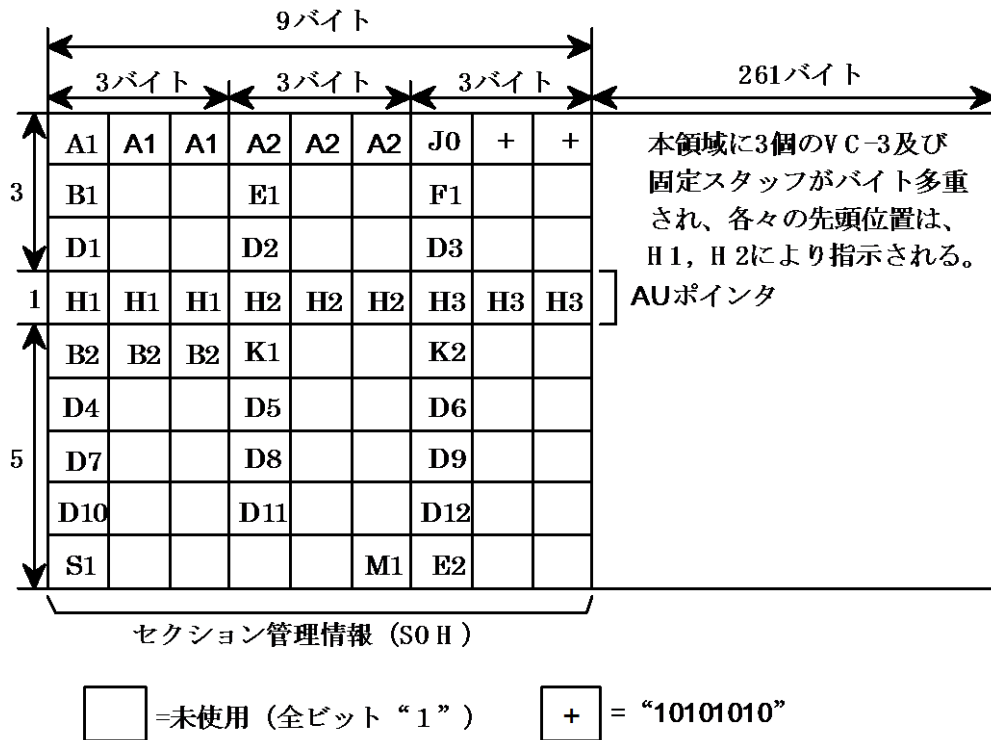 9バイト
3バイト 3バイト 3バイト 261バイト
A1 A1 A1 A2 A2 A2 J0 + +
3 B1 E1 F1
D1 D2 D3
1 H1 H1 H1 H2 H2 H2 H3 H3 H3 AUポインタ
B2 B2 B2 K1 K2
D4 D5 D6
5 D7 D8 D9
D10 D11 D12
S1 M1 E2
本領域に3個のVC-3及び
固定スタッフがバイト多重
され、各々の先頭位置は、
H1, H2により指示される。
セクション管理情報 (SOH)
=未使用 (全ビット “1”)
+ = “10101010”